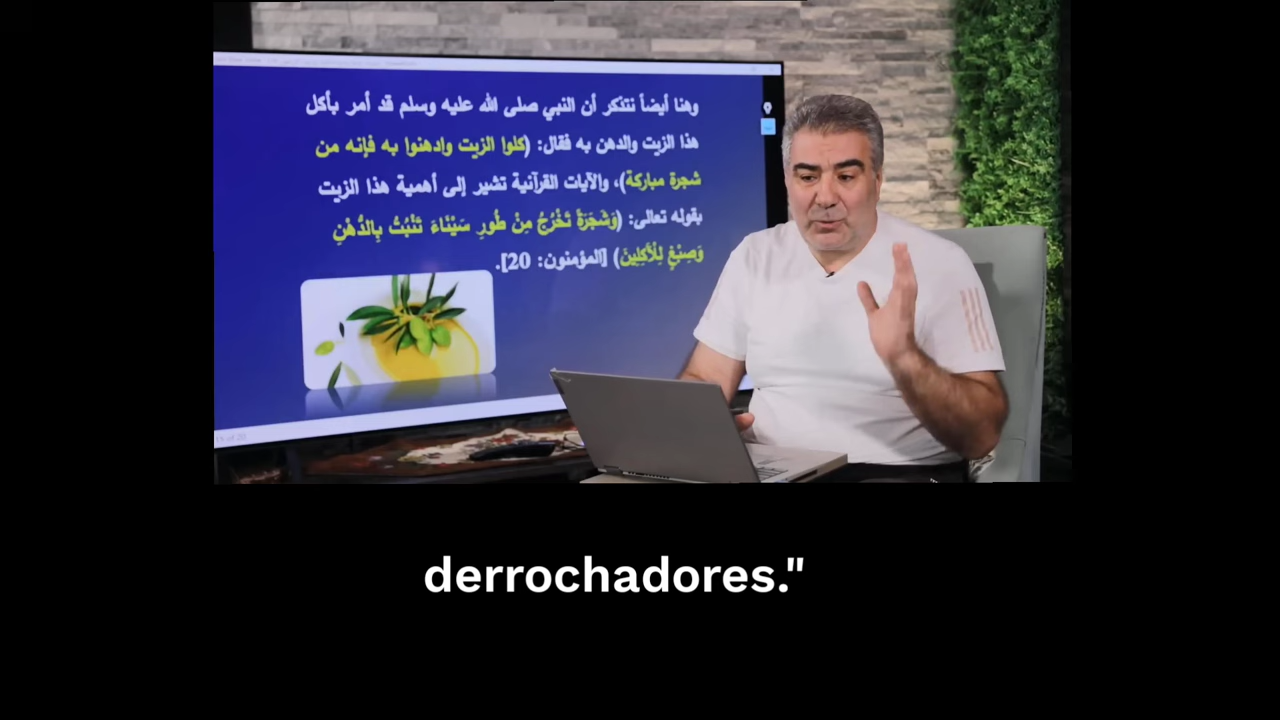 وهنا أيضاً نتذكر أن النبي صلى الله عليه وسلم قد أمر بأكل
هذا الزيت والدهن به فقال: (كلوا الزيت وادهنوا به فإنه من
شجرة مباركة)، والآيات القرآنية تشير إلى أهمية هذا الزيت
بقوله تعالى: (وَشَجَرَةً تَخْرُجُ مِنْ طُورِ سَيْنَاءَ تَنْبُتُ بِالدُّهْنِ
وَصِبْغٍ لِلْآكِلِينَ) [المؤمنون: 20].
derrochadores."